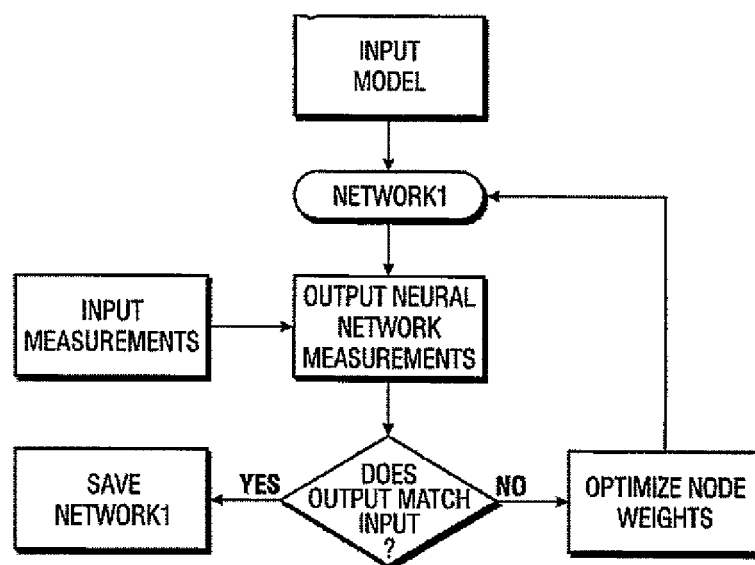 INPUT
MODEL
NETWORK1
INPUT
MEASUREMENTS
OUTPUT NEURAL
NETWORK
MEASUREMENTS
SAVE
NETWORK1
YES
DOES
OUTPUT MATCH
INPUT
?
NO
OPTIMIZE NODE
WEIGHTS